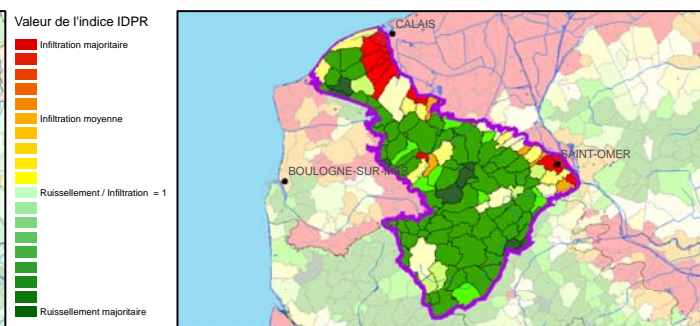 Valeur de l'indice IDPR
Infiltration majoritaire
Infiltration moyenne
Ruissellement / Infiltration = 1
Ruissellement majoritaire
CALAIS
SAINT-OMER
BOULOGNE-SUR-MER